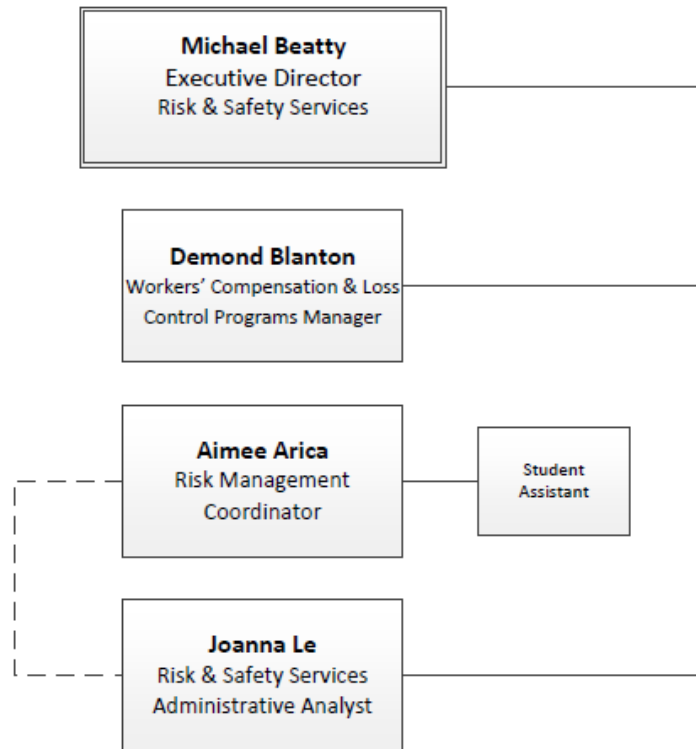 Michael Beatty
Executive Director
Risk & Safety Services
Demond Blanton
Workers’ Compensation & Loss
Control Programs Manager
Aimee Arica
Risk Management
Coordinator
Student
Assistant
Joanna Le
Risk & Safety Services
Administrative Analyst